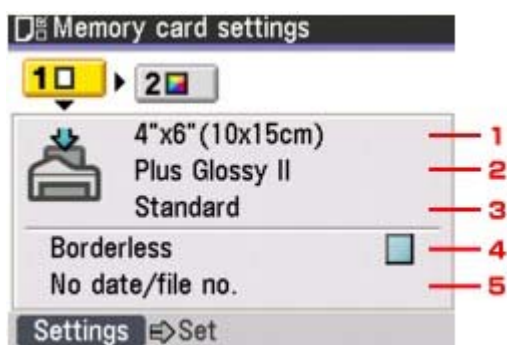 Memory card settings
1 2
4"x6"(10x15cm) 1
Plus Glossy II 2
Standard 3
Borderless 4
No date/file no. 5
Settings Set